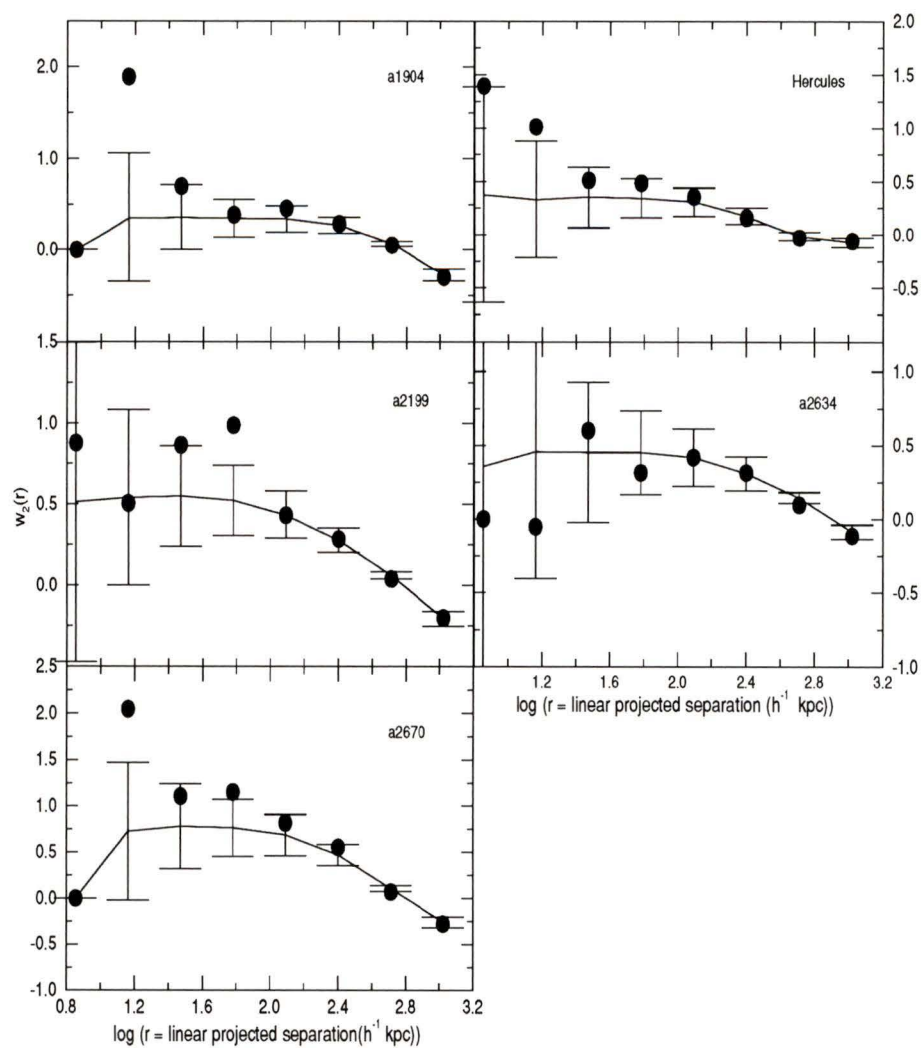 2.0
1.0
0.0
a1904
2.0
1.5
1.0
0.5
0.0
-0.5
Hercules
1.5
1.0
0.5
0.0
a2199
w₂(r)
1.0
0.5
0.0
-0.5
-1.0
a2634
1.2 1.6 2.0 2.4 2.8 3.2
log (r = linear projected separation (h⁻¹ kpc))
2.5
2.0
1.5
1.0
0.5
0.0
-0.5
-1.0
a2670
0.8 1.2 1.6 2.0 2.4 2.8 3.2
log (r = linear projected separation(h⁻¹ kpc))